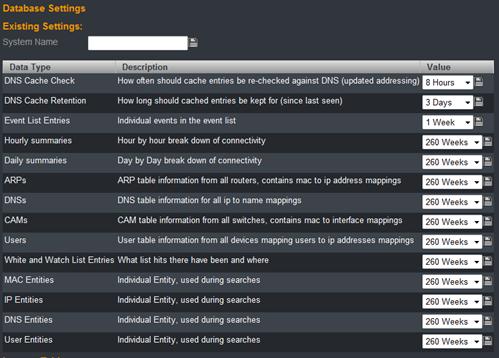 Database Settings
Existing Settings:
System Name
Data Type Description Value
DNS Cache Check How often should cache entries be re-checked against DNS (updated addressing) 8 Hours
DNS Cache Retention How long should cached entries be kept for (since last seen) 3 Days
Event List Entries Individual events in the event list 1 Week
Hourly summaries Hour by hour break down of connectivity 260 Weeks
Daily summaries Day by Day break down of connectivity 260 Weeks
ARPs ARP table information from all routers, contains mac to ip address mappings 260 Weeks
DNSs DNS table information for all ip to name mappings 260 Weeks
CAMs CAM table information from all switches, contains mac to interface mappings 260 Weeks
Users User table information from all devices mapping users to ip addresses mappings 260 Weeks
White and Watch List Entries What list hits there have been and where 260 Weeks
MAC Entities Individual Entity, used during searches 260 Weeks
IP Entities Individual Entity, used during searches 260 Weeks
DNS Entities Individual Entity, used during searches 260 Weeks
User Entities Individual Entity, used during searches 260 Weeks